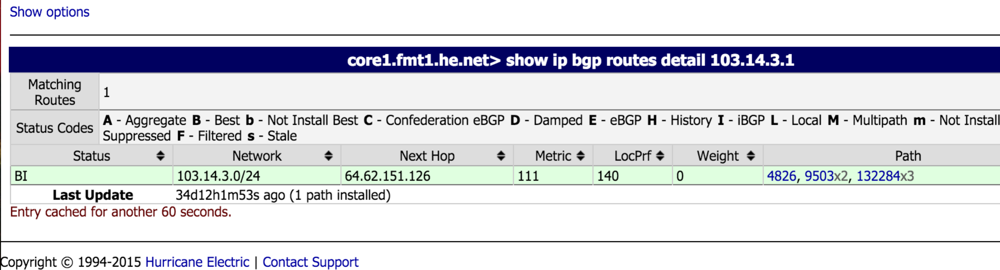 Show options
core1.fmt1.he.net> show ip bgp routes detail 103.14.3.1
Matching Routes 1
Status Codes A - Aggregate B - Best b - Not Install Best C - Confederation eBGP D - Damped E - eBGP H - History I - iBGP L - Local M - Multipath m - Not Install
Suppressed F - Filtered s - Stale
Status Network Next Hop Metric LocPrf Weight Path
BI 103.14.3.0/24 64.62.151.126 111 140 0 4826, 9503x2, 132284x3
Last Update 34d12h1m53s ago (1 path installed)
Entry cached for another 60 seconds.
Copyright © 1994-2015 Hurricane Electric | Contact Support